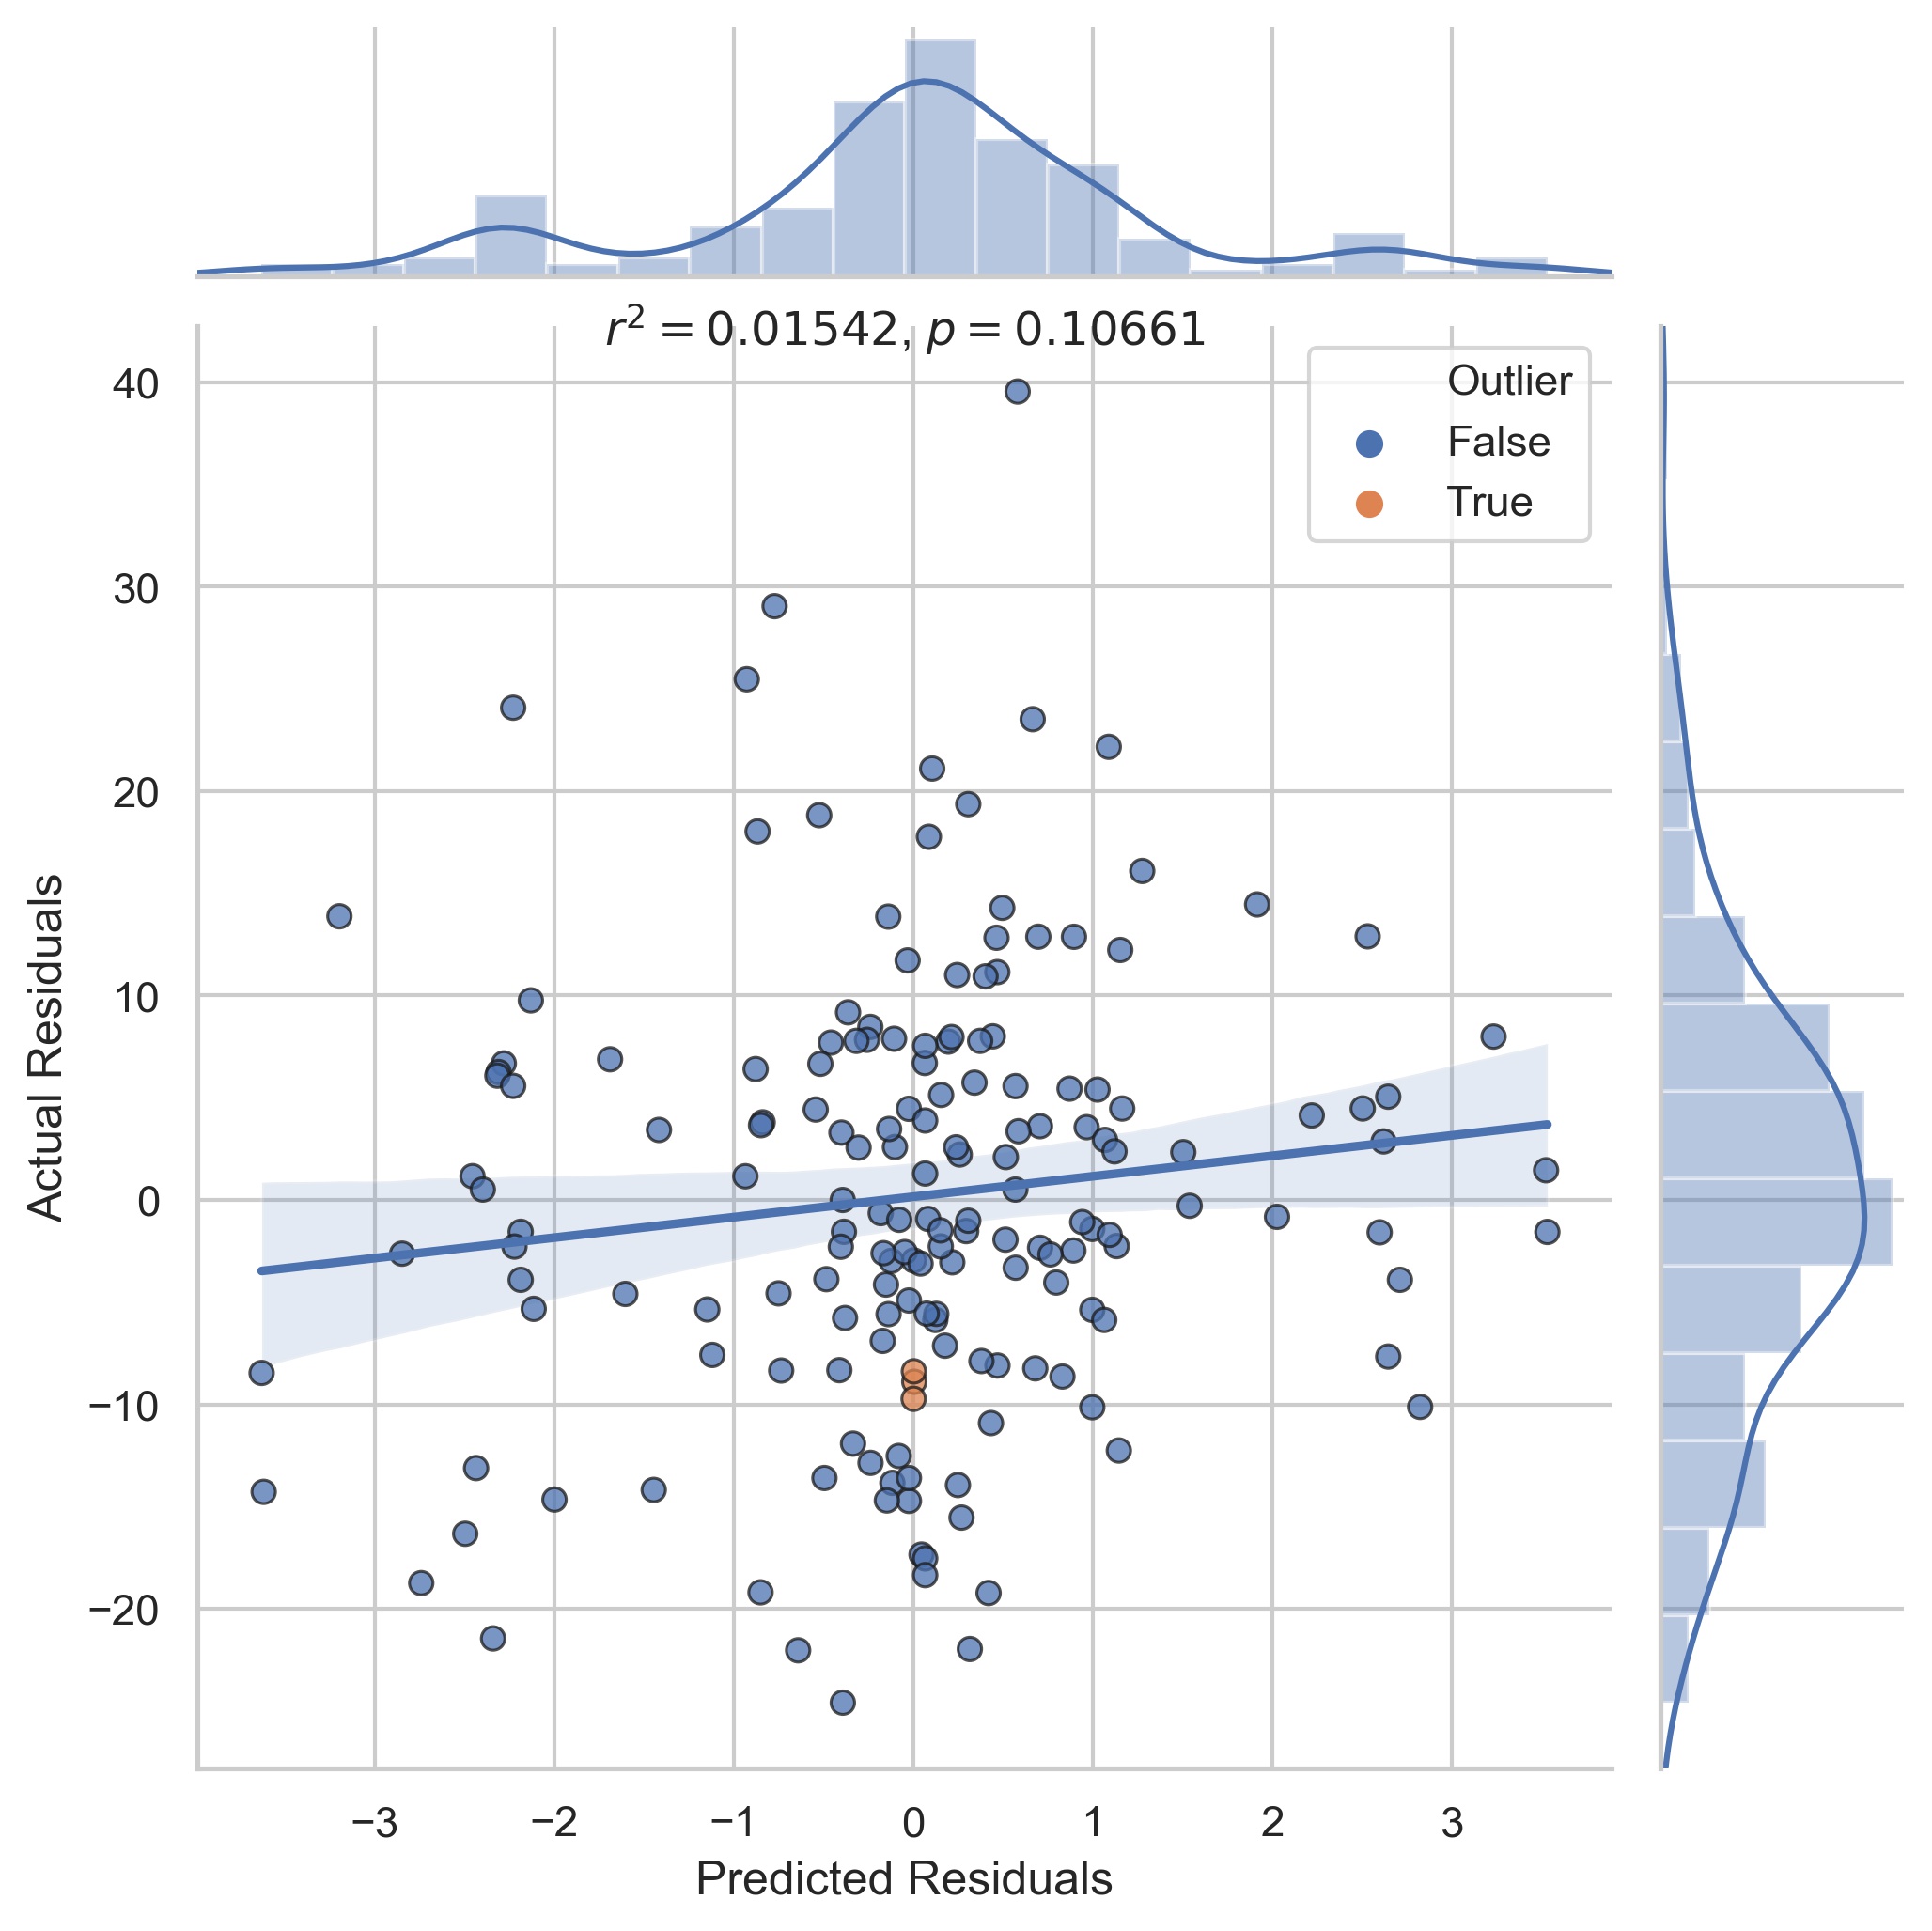 r² = 0.01542, p = 0.10661
Outlier
False
True
40
30
20
10
0
−10
−20
Actual Residuals
−3 −2 −1 0 1 2 3
Predicted Residuals